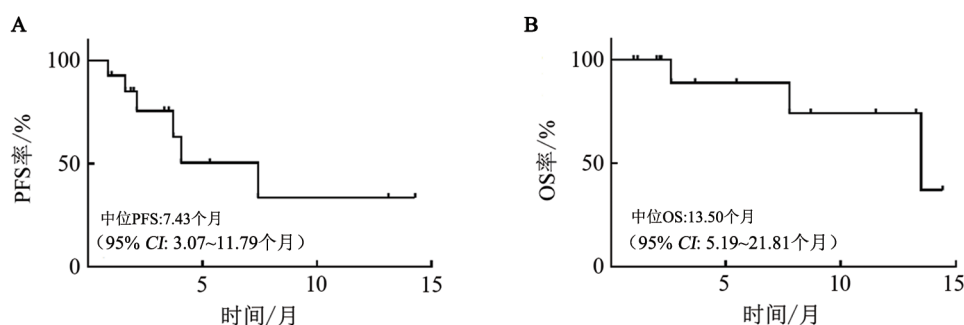 A
100
50
0
PFS率/%
中位PFS:7.43个月
(95% CI: 3.07~11.79个月)
5
10
15
时间/月
B
100
50
0
OS率/%
中位OS:13.50个月
(95% CI: 5.19~21.81个月)
5
10
15
时间/月